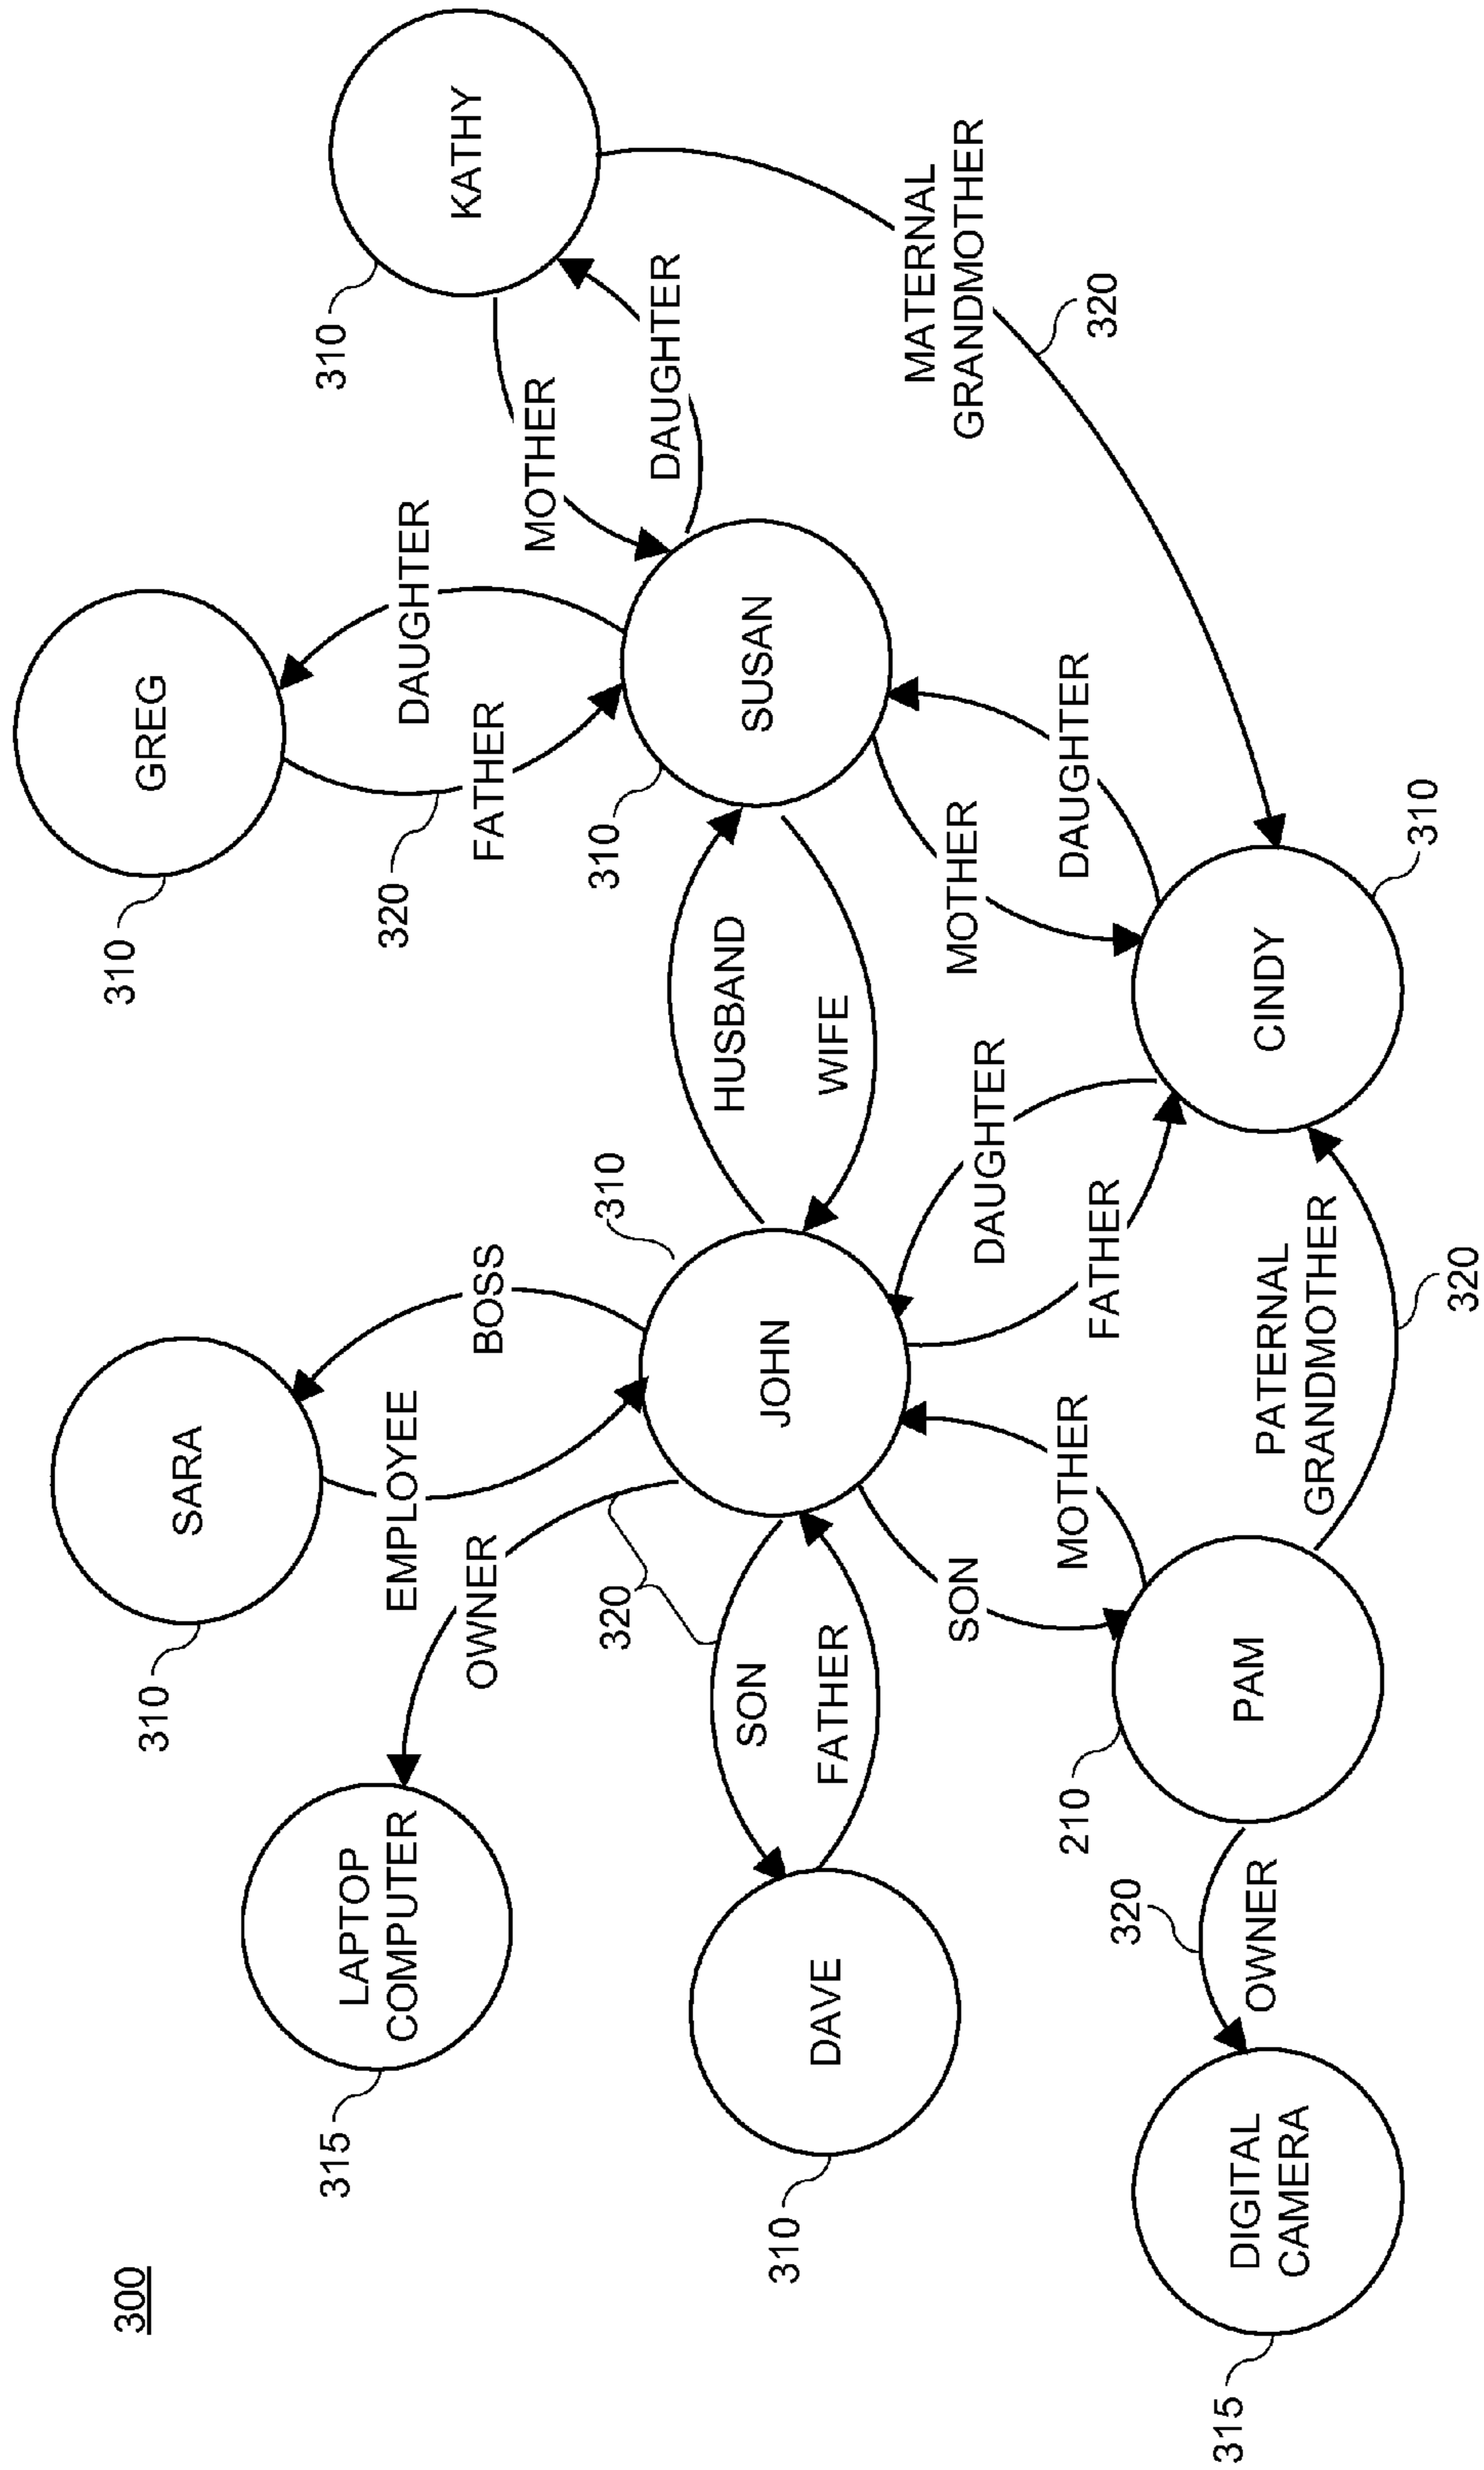 300
GREG
310
SARA
310
310
KATHY
310
LAPTOP
COMPUTER
315
EMPLOYEE
BOSS
320
FATHER
DAUGHTER
MOTHER
DAUGHTER
OWNER
320
310
310
SUSAN
HUSBAND
WIFE
JOHN
SON
FATHER
DAVE
310
MATERNAL
GRANDMOTHER
320
SON
MOTHER
DAUGHTER
FATHER
MOTHER
DAUGHTER
210
PAM
PATERNAL
GRANDMOTHER
320
CINDY
310
320
OWNER
DIGITAL
CAMERA
315